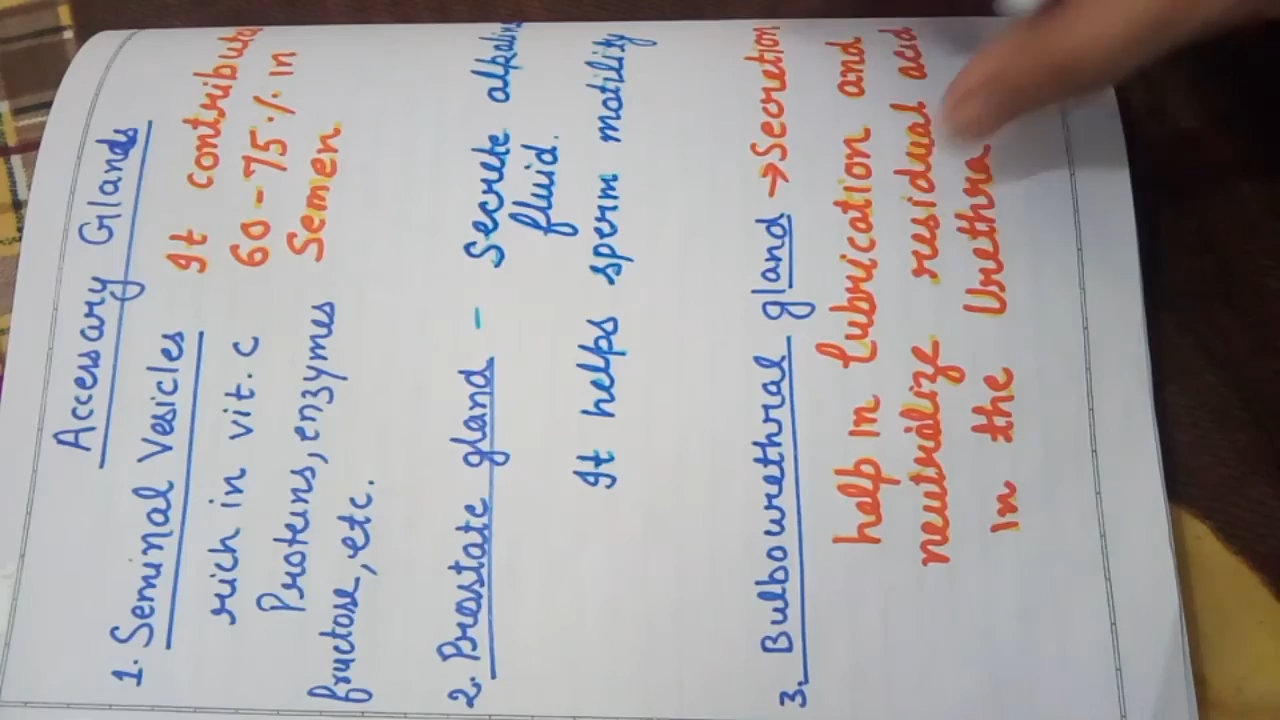 Accessary Glands
1. Seminal Vesicles
It contributes
rich in vit. C
60-75% in
Proteins, enzymes
Semen
fructose, etc.
2. Prostate gland - Secrete alkaline
fluid.
It helps sperm motility
3. Bulbourethral gland → Secretion
help in lubrication and
neutralize residual acid
in the Urethra